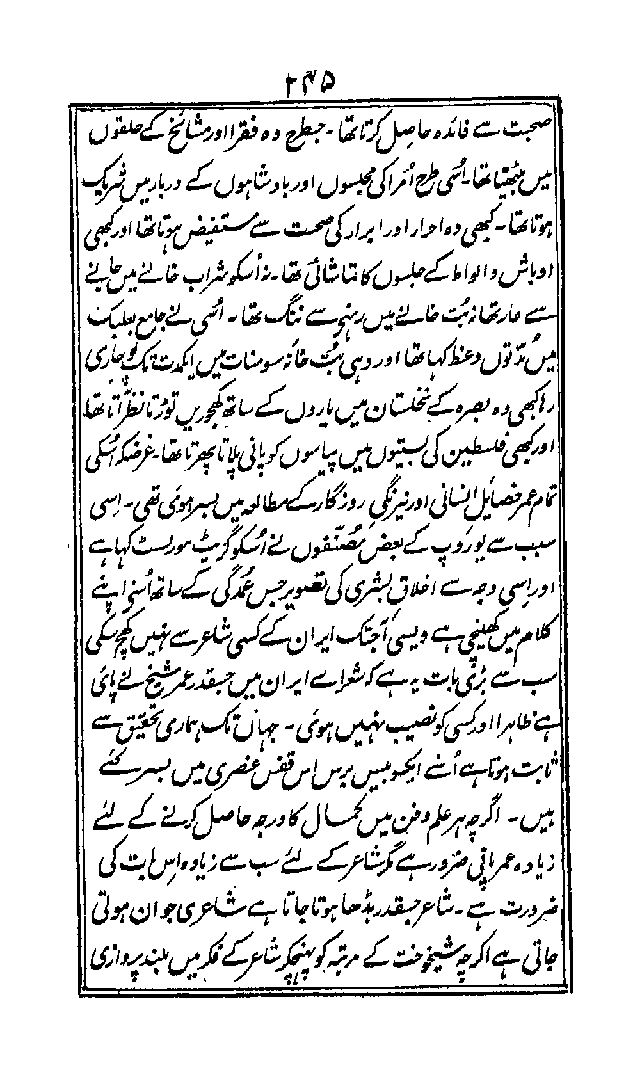 ۲۴۵
صحبت سے فائدہ حاصل کرتا تھا۔ جسطرح وہ فقرا اور مشائخ کے حلقوں
میں بیٹھتا تھا۔ اُسی طرح اُمرا کی مجلسوں اور بادشاہوں کے دربار میں شریک
ہوتا تھا۔ کبھی وہ احرار اور ابرار کی صحبت سے مستفیض ہوتا تھا اور کبھی
اوباش و الواط کے جلسوں کا تماشائی تھا۔ نہ اُسکو شراب خانے میں جانے
سے عار تھا نہ بُت خانے میں رہنے سے ننگ تھا۔ اُسی نے جامع بعلبک
میں مُدّتوں وعظ کہا تھا اور وہی بُت خانۂ سومنات میں ایکمدت تک پوجاری
رہا کبھی وہ بصرہ کے نخلستان میں یاروں کے ساتھ کھجوریں توڑتا نظر آتا تھا
اور کبھی فلسطین کی بستیوں میں پیاسوں کو پانی پلاتا پھرتا تھا۔ غرضکہ اُسکی
تمام عمر خصایل انسانی اور نیرنگیِ روزگار کے مطالعہ میں بسر ہوئی تھی۔ اِسی
سبب سے یوروپ کے بعض مصنّفوں نے اُسکو گریٹ مورلسٹ کہا ہے
اور اِسی وجہ سے اخلاق بشری کی تصویر جس عُمدگی کے ساتھ اُسنے اپنے
کلام میں کھینچی ہے ویسی آجتک ایران کے کسی شاعر سے نہیں کھچ سکی
سب سے بڑی بات یہ ہے کہ شعراے ایران میں جسقدر عمر شیخ نے پائی
ہے ظاہرا اور کسی کو نصیب نہیں ہوئی۔ جہاں تک ہماری تحقیق سے
ثابت ہوتا ہے اُسنے ایکسو بیس برس اس قفس عنصری میں بسر کئے
ہیں۔ اگرچہ ہر علم و فن میں کمال کا درجہ حاصل کرنے کے لئے
زیادہ عمر پانی ضرور ہے مگر شاعر کے لئے سب سے زیادہ اِس بات کی
ضرورت ہے۔ شاعر جسقدر بڈھا ہوتا جاتا ہے شاعری جوان ہوتی
جاتی ہے اگرچہ شیخوخت کے مرتبہ کو پہنچکر شاعر کے فکر میں بلند پروازی